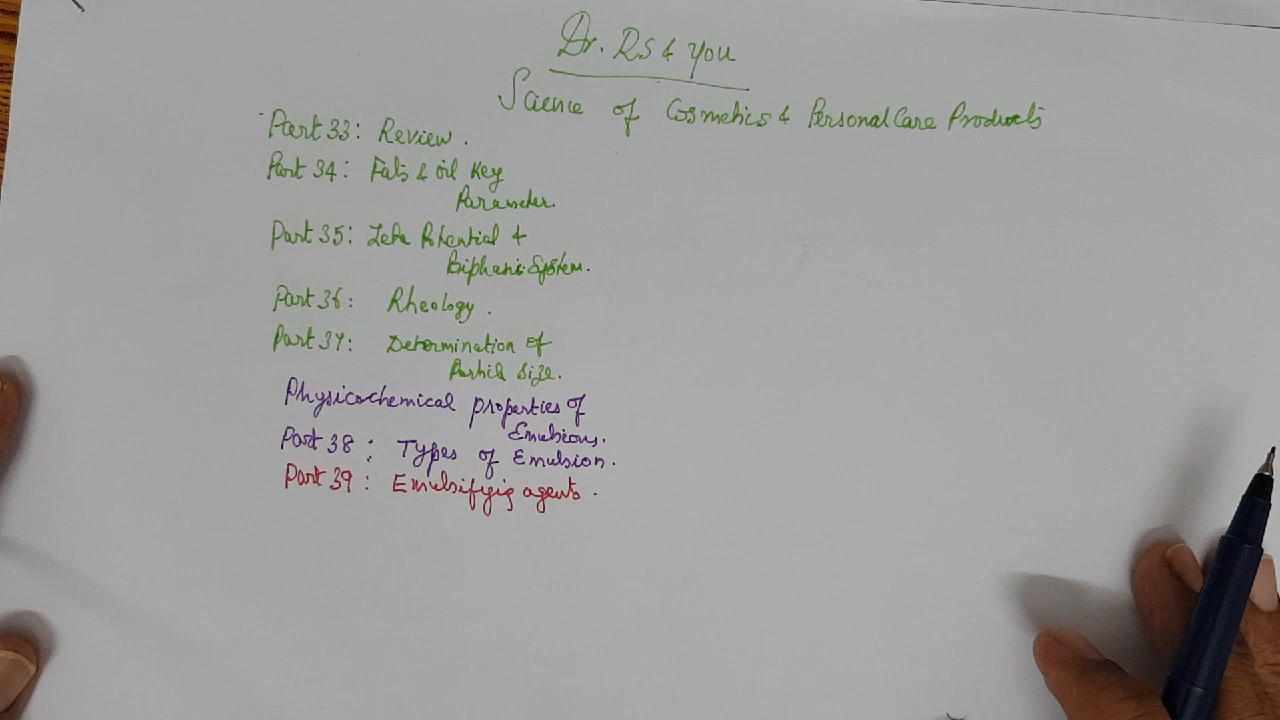 Dr. RS & you
Science of Cosmetics & Personal Care Products
Part 33: Review.
Part 34: Fats & oil Key
Parameter.
Part 35: Zeta Potential &
Biphasic System.
Part 36: Rheology.
Part 37: Determination of
Particle Size.
Physicochemical properties of
Emulsions.
Part 38: Types of Emulsion.
Part 39: Emulsifying agents.